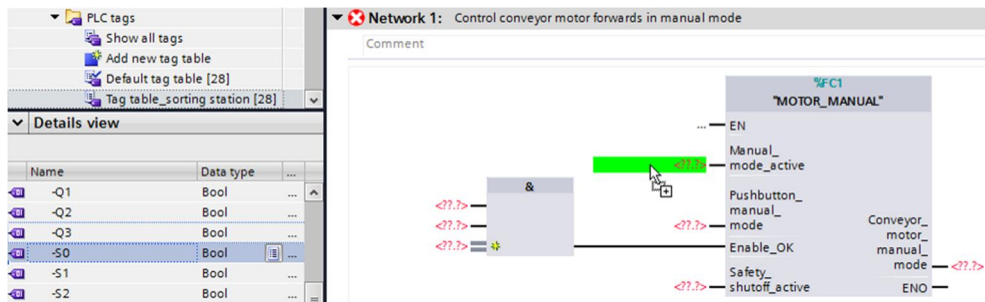 PLC tags
Show all tags
Add new tag table
Default tag table [28]
Tag table_sorting station [28]
Details view
Name Data type ...
-Q1 Bool ...
-Q2 Bool ...
-Q3 Bool ...
-S0 Bool ...
-S1 Bool ...
-S2 Bool ...
Network 1: Control conveyor motor forwards in manual mode
Comment
%FC1
"MOTOR_MANUAL"
... EN
Manual_
<??.?> mode_active
&
<??.?>
<??.?>
<??.?>
Pushbutton_
manual_
<??.?> mode
Enable_OK
Safety_
<??.?> shutoff_active
Conveyor_
motor_
manual_
mode <??.?>
ENO